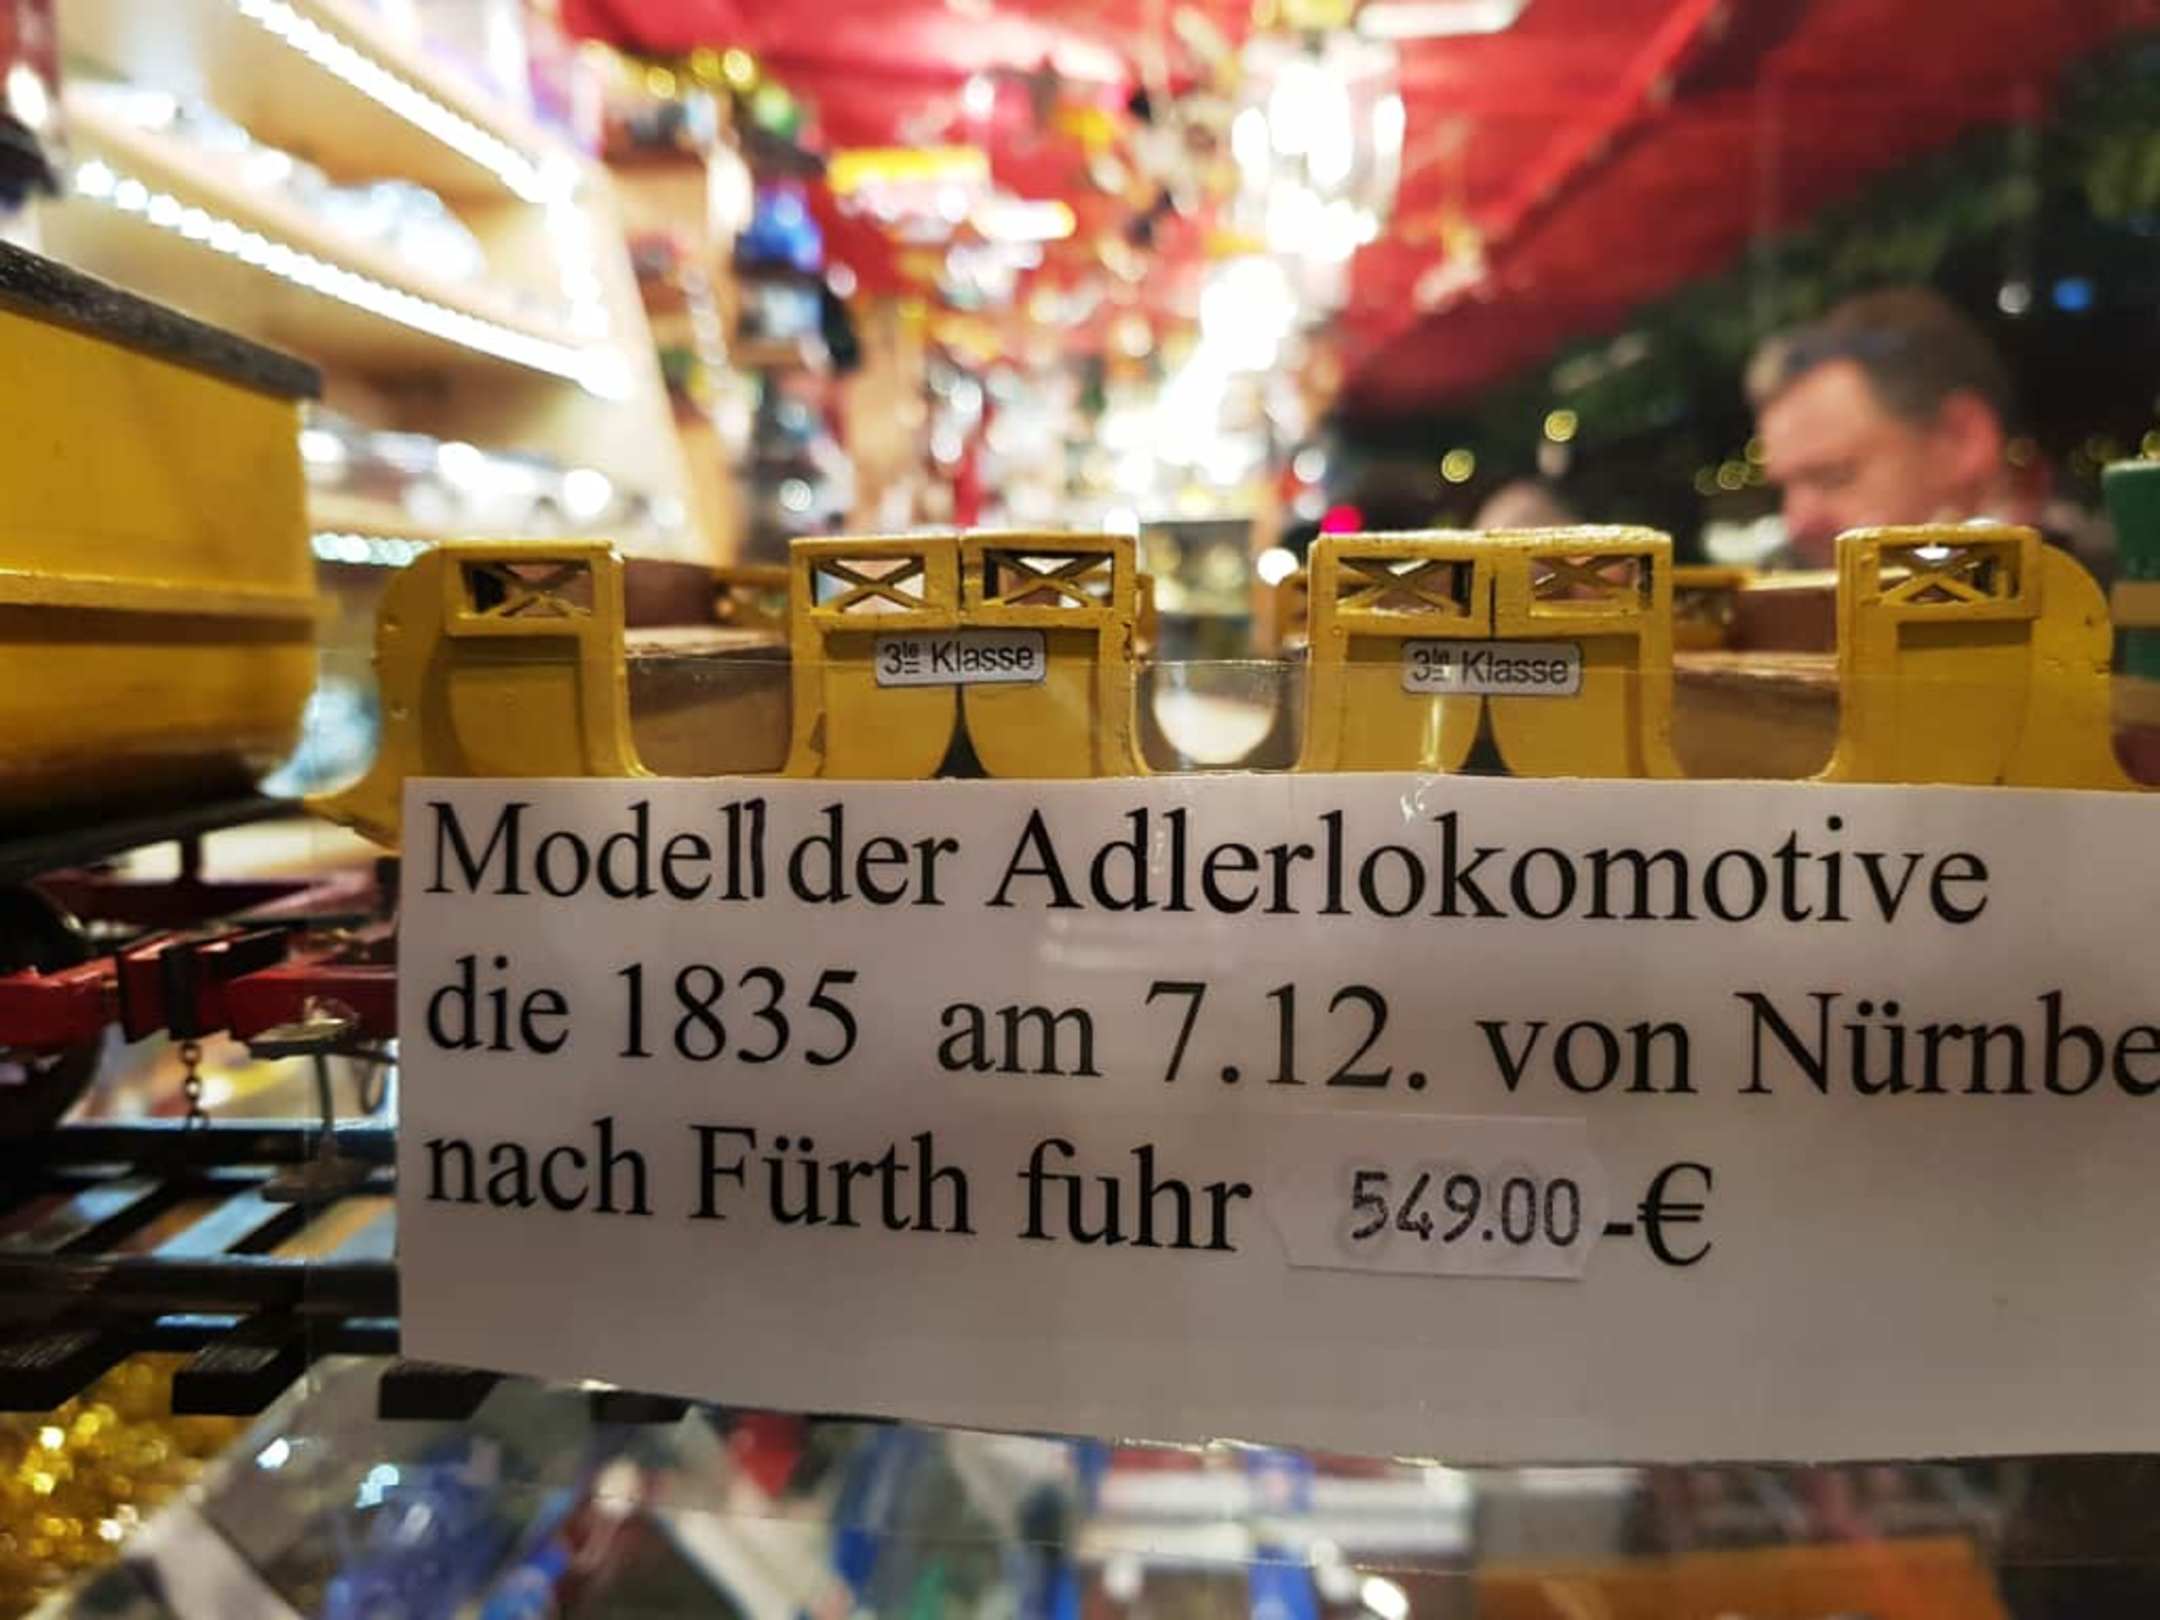 3te Klasse
3te Klasse
Modell der Adlerlokomotive
die 1835 am 7.12. von Nürnbe
nach Fürth fuhr 549.00 -€